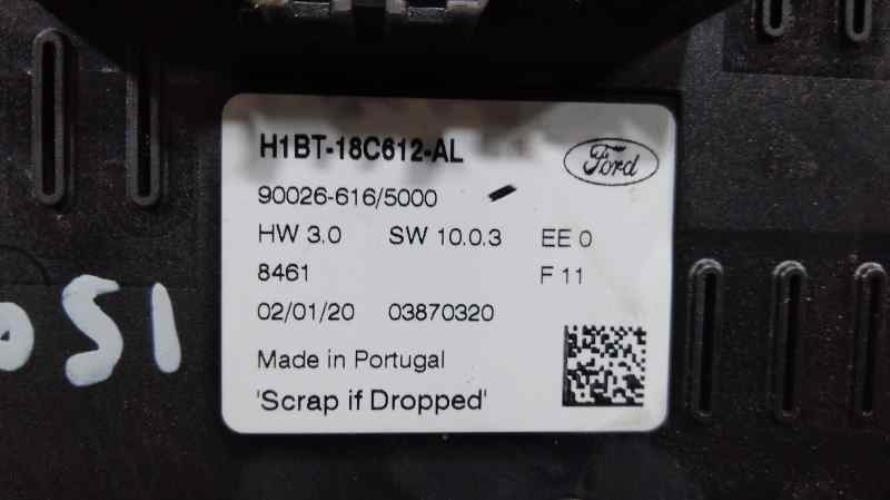 H1BT-18C612-AL
Ford
90026-616/5000
HW 3.0 SW 10.0.3 EE 0
8461 F 11
02/01/20 03870320
Made in Portugal
'Scrap if Dropped'